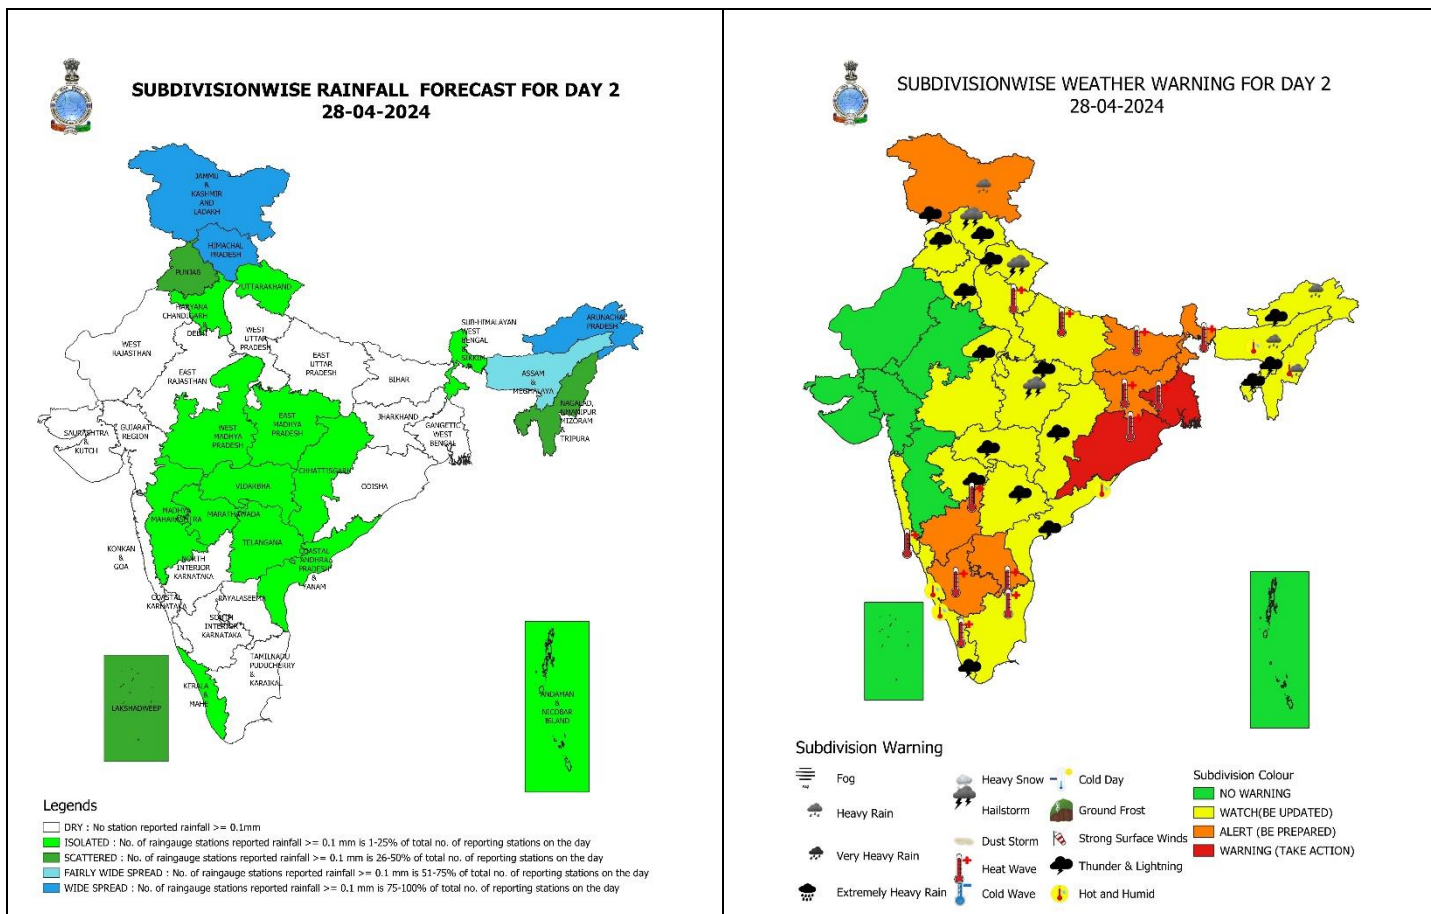 SUBDIVISIONWISE RAINFALL FORECAST FOR DAY 2
28-04-2024
JAMMU
&
KASHMIR
AND
LADAKH
HIMACHAL
PRADESH
PUNJAB
UTTARAKHAND
HARYANA
CHANDIGARH
&
DELHI
WEST
UTTAR
PRADESH
SUB-HIMALAYAN
WEST
BENGAL
&
SIKKIM
ARUNACHAL
PRADESH
WEST
RAJASTHAN
EAST
RAJASTHAN
EAST
UTTAR
PRADESH
BIHAR
ASSAM
&
MEGHALAYA
NAGALAD,
MANIPUR
MIZORAM
&
TRIPURA
SAURASHTRA
&
KUTCH
GUJARAT
REGION
WEST
MADHYA
PRADESH
EAST
MADHYA
PRADESH
JHARKHAND
GANGETIC
WEST
BENGAL
CHHATTISGARH
ODISHA
VIDARBHA
MADHYA
MAHARASHTRA
MARATHAWADA
TELANGANA
KONKAN
&
GOA
NORTH
INTERIOR
KARNATAKA
COASTAL
ANDHRA
PRADESH
&
YANAM
COASTAL
KARNATAKA
RAYALASEEMA
SOUTH
INTERIOR
KARNATAKA
TAMILNADU
PUDUCHERRY
&
KARAIKAL
KERALA
&
MAHE
LAKSHADWEEP
ANDAMAN
&
NICOBAR
ISLAND
Legends
DRY : No station reported rainfall >= 0.1mm
ISOLATED : No. of raingauge stations reported rainfall >= 0.1 mm is 1-25% of total no. of reporting stations on the day
SCATTERED : No. of raingauge stations reported rainfall >= 0.1 mm is 26-50% of total no. of reporting stations on the day
FAIRLY WIDE SPREAD : No. of raingauge stations reported rainfall >= 0.1 mm is 51-75% of total no. of reporting stations on the day
WIDE SPREAD : No. of raingauge stations reported rainfall >= 0.1 mm is 75-100% of total no. of reporting stations on the day
SUBDIVISIONWISE WEATHER WARNING FOR DAY 2
28-04-2024
Subdivision Warning
Fog
Heavy Rain
Very Heavy Rain
Extremely Heavy Rain
Heavy Snow
Hailstorm
Dust Storm
Heat Wave
Cold Wave
Cold Day
Ground Frost
Strong Surface Winds
Thunder & Lightning
Hot and Humid
Subdivision Colour
NO WARNING
WATCH(BE UPDATED)
ALERT (BE PREPARED)
WARNING (TAKE ACTION)